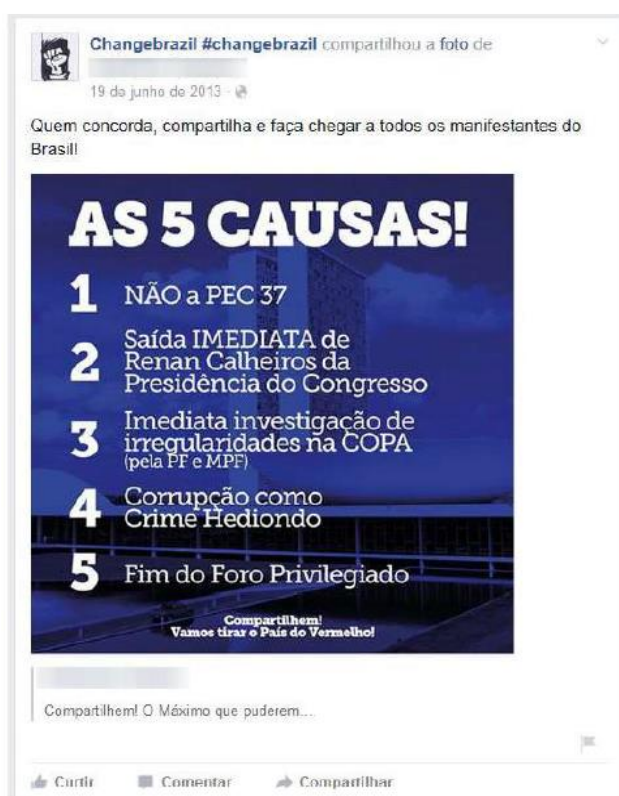 Changebrazil #changebrazil compartilhou a foto de
19 de junho de 2013
Quem concorda, compartilha e faça chegar a todos os manifestantes do
Brasil!
AS 5 CAUSAS!
1 NÃO a PEC 37
2 Saída IMEDIATA de
Renan Calheiros da
Presidência do Congresso
3 Imediata investigação de
irregularidades na COPA
(pela PF e MPF)
4 Corrupção como
Crime Hediondo
5 Fim do Foro Privilegiado
Compartilhem!
Vamos tirar o País do Vermelho!
Compartilhem! O Máximo que puderem...
Curtir Comentar Compartilhar